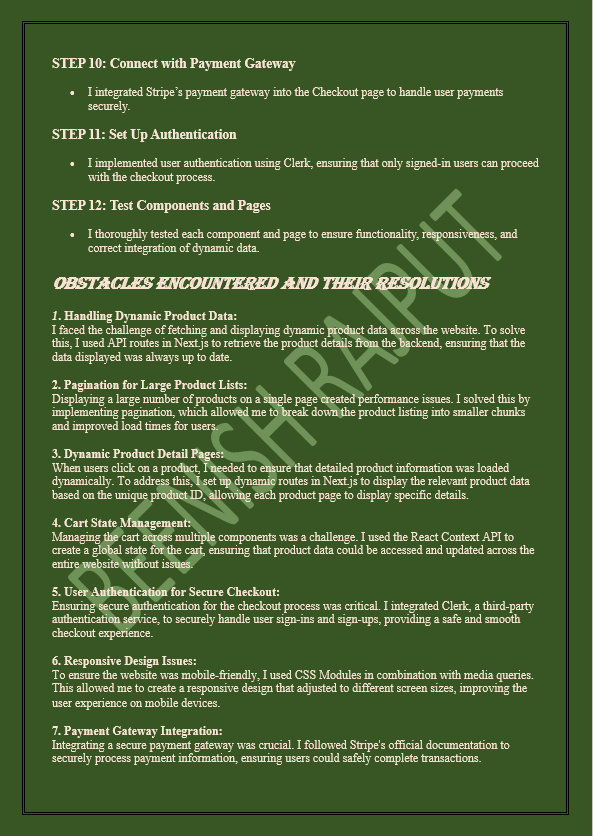 STEP 10: Connect with Payment Gateway
• I integrated Stripe’s payment gateway into the Checkout page to handle user payments
securely.
STEP 11: Set Up Authentication
• I implemented user authentication using Clerk, ensuring that only signed-in users can proceed
with the checkout process.
STEP 12: Test Components and Pages
• I thoroughly tested each component and page to ensure functionality, responsiveness, and
correct integration of dynamic data.
OBSTACLES ENCOUNTERED AND THEIR RESOLUTIONS
1. Handling Dynamic Product Data:
I faced the challenge of fetching and displaying dynamic product data across the website. To solve
this, I used API routes in Next.js to retrieve the product details from the backend, ensuring that the
data displayed was always up to date.
2. Pagination for Large Product Lists:
Displaying a large number of products on a single page created performance issues. I solved this by
implementing pagination, which allowed me to break down the product listing into smaller chunks
and improved load times for users.
3. Dynamic Product Detail Pages:
When users click on a product, I needed to ensure that detailed product information was loaded
dynamically. To address this, I set up dynamic routes in Next.js to display the relevant product data
based on the unique product ID, allowing each product page to display specific details.
4. Cart State Management:
Managing the cart across multiple components was a challenge. I used the React Context API to
create a global state for the cart, ensuring that product data could be accessed and updated across the
entire website without issues.
5. User Authentication for Secure Checkout:
Ensuring secure authentication for the checkout process was critical. I integrated Clerk, a third-party
authentication service, to securely handle user sign-ins and sign-ups, providing a safe and smooth
checkout experience.
6. Responsive Design Issues:
To ensure the website was mobile-friendly, I used CSS Modules in combination with media queries.
This allowed me to create a responsive design that adjusted to different screen sizes, improving the
user experience on mobile devices.
7. Payment Gateway Integration:
Integrating a secure payment gateway was crucial. I followed Stripe's official documentation to
securely process payment information, ensuring users could safely complete transactions.
BEENISH RAJPUT